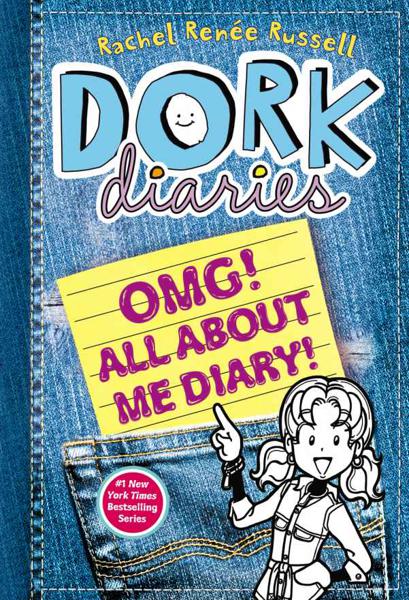 Rachel Renée Russell
DORK
diaries
OMG!
ALL ABOUT
ME DIARY!
#1 New
York Times
Bestselling
Series